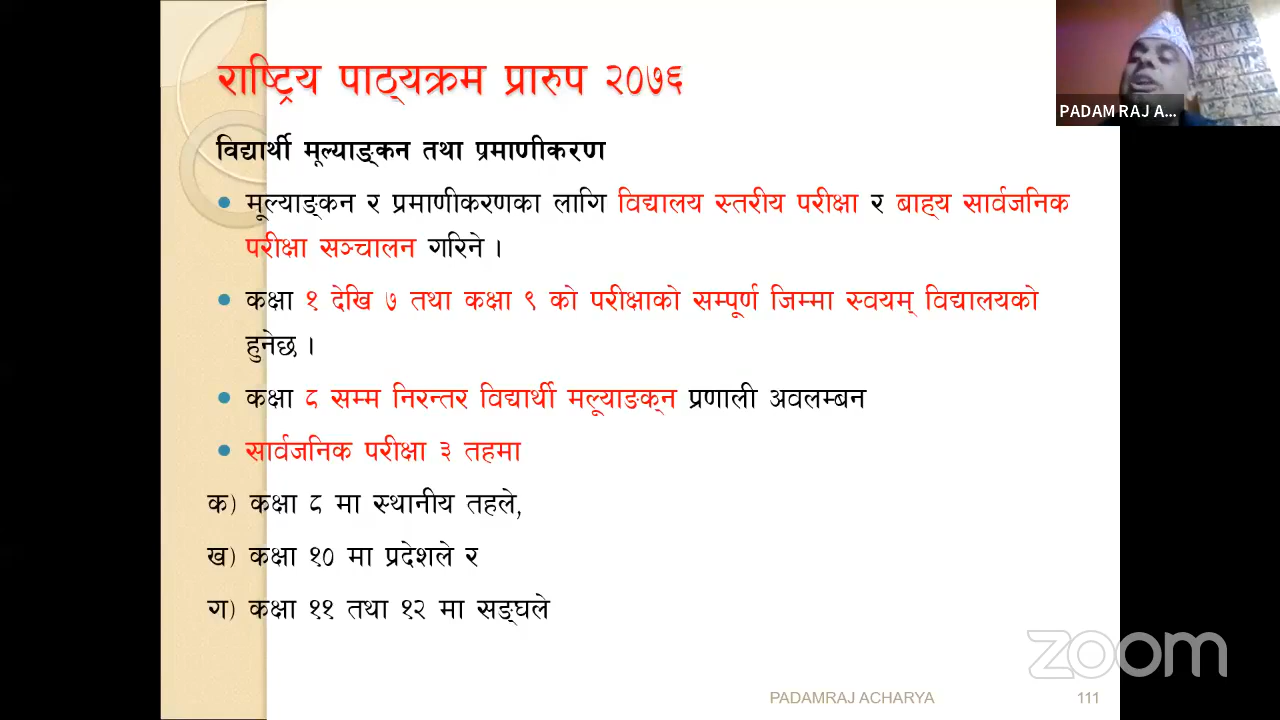 राष्ट्रिय पाठ्यक्रम प्रारुप २०७६
विद्यार्थी मूल्याङ्कन तथा प्रमाणीकरण
मूल्याङ्कन र प्रमाणीकरणका लागि विद्यालय स्तरीय परीक्षा र बाह्य सार्वजनिक
परीक्षा सञ्चालन गरिने ।
कक्षा १ देखि ७ तथा कक्षा ९ को परीक्षाको सम्पूर्ण जिम्मा स्वयम् विद्यालयको
हुनेछ ।
कक्षा ८ सम्म निरन्तर विद्यार्थी मल्यूाङक्न प्रणाली अवलम्बन
सार्वजनिक परीक्षा ३ तहमा
क) कक्षा ८ मा स्थानीय तहले,
ख) कक्षा १० मा प्रदेशले र
ग) कक्षा ११ तथा १२ मा सङ्घले
PADAM RAJ A...
zoom
PADAMRAJ ACHARYA 111